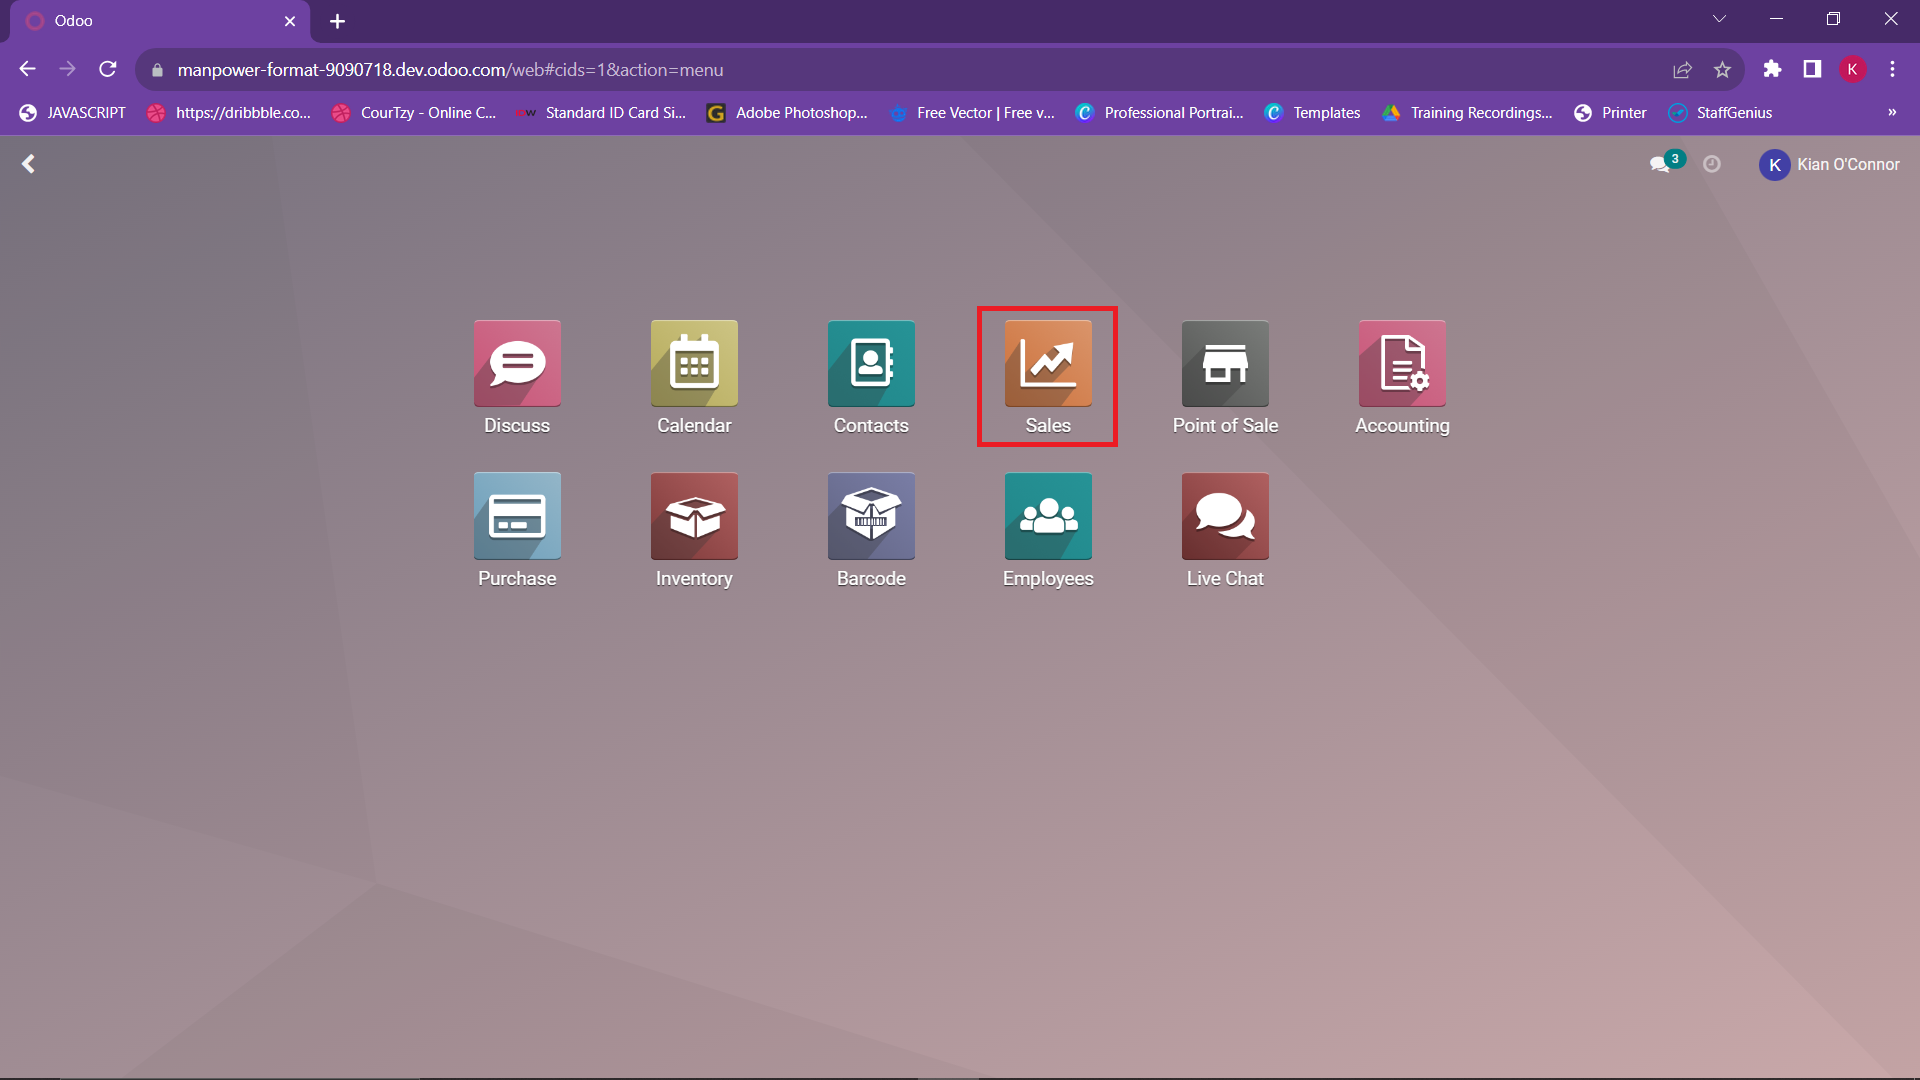 Odoo
manpower-format-9090718.dev.odoo.com/web#cids=1&action=menu
K
JAVASCRIPT
https://dribbble.co...
CourTzy - Online C...
Standard ID Card Si...
Adobe Photoshop...
Free Vector | Free v...
Professional Portrai...
Templates
Training Recordings...
Printer
StaffGenius
»
3
K
Kian O'Connor
Discuss
Calendar
Contacts
Sales
Point of Sale
Accounting
Purchase
Inventory
Barcode
Employees
Live Chat